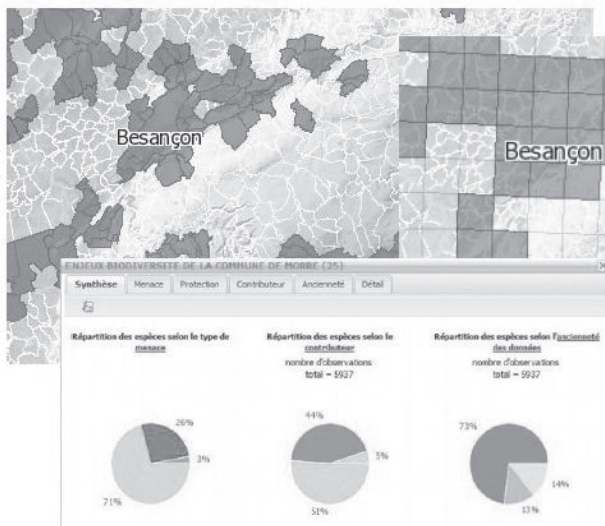 Besançon
Besançon
ENJEUX BIODIVERSITE DE LA COMMUNE DE MORRE (25)
Synthèse Menace Protection Contributeur Ancienneté Détail
Répartition des espèces selon le type de
menace
26%
3%
71%
Répartition des espèces selon le
contributeur
nombre d'observations
total = 5937
44%
5%
51%
Répartition des espèces selon l'ancienneté
des données
nombre d'observations
total = 5937
73%
14%
13%